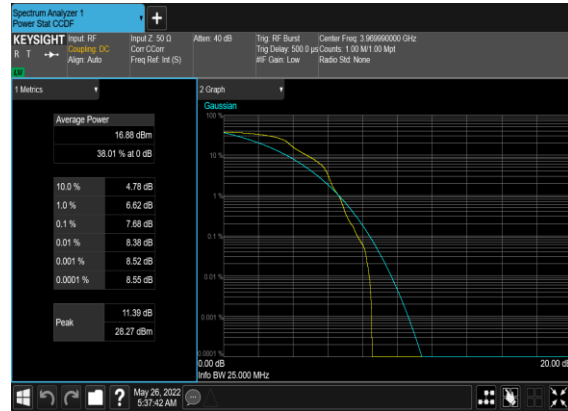 Spectrum Analyzer 1
Power Stat CCDF
+
KEYSIGHT
R T
LW
Input: RF
Coupling: DC
Align: Auto
Input Z: 50 Ω
Corr CCorr
Freq Ref: Int (S)
Atten: 40 dB
Trig: RF Burst
Trig Delay: 500.0 µs
#IF Gain: Low
Center Freq: 3.969990000 GHz
Counts: 1.00 M/1.00 Mpt
Radio Std: None
1 Metrics
Average Power
16.88 dBm
38.01 % at 0 dB
10.0 % 4.78 dB
1.0 % 6.62 dB
0.1 % 7.68 dB
0.01 % 8.38 dB
0.001 % 8.52 dB
0.0001 % 8.55 dB
Peak
11.39 dB
28.27 dBm
2 Graph
Gaussian
100 %
10 %
1 %
0.1 %
0.01 %
0.001 %
0.0001 %
0.00 dB
20.00 dB
Info BW 25.000 MHz
?
May 26, 2022
5:37:42 AM